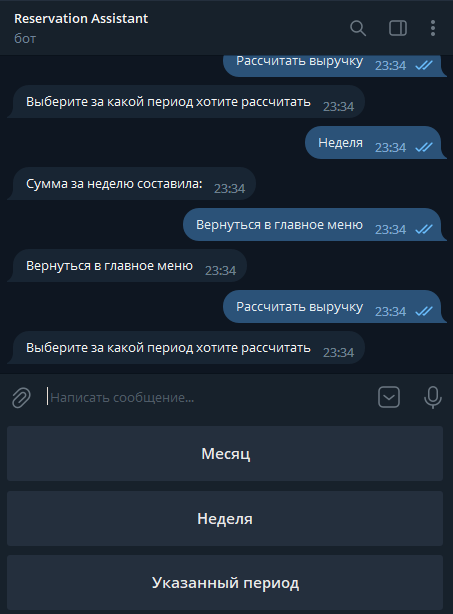 Reservation Assistant
бот
Рассчитать выручку 23:34
Выберите за какой период хотите рассчитать 23:34
Неделя 23:34
Сумма за неделю составила: 23:34
Вернуться в главное меню 23:34
Вернуться в главное меню 23:34
Рассчитать выручку 23:34
Выберите за какой период хотите рассчитать 23:34
Написать сообщение...
Месяц
Неделя
Указанный период